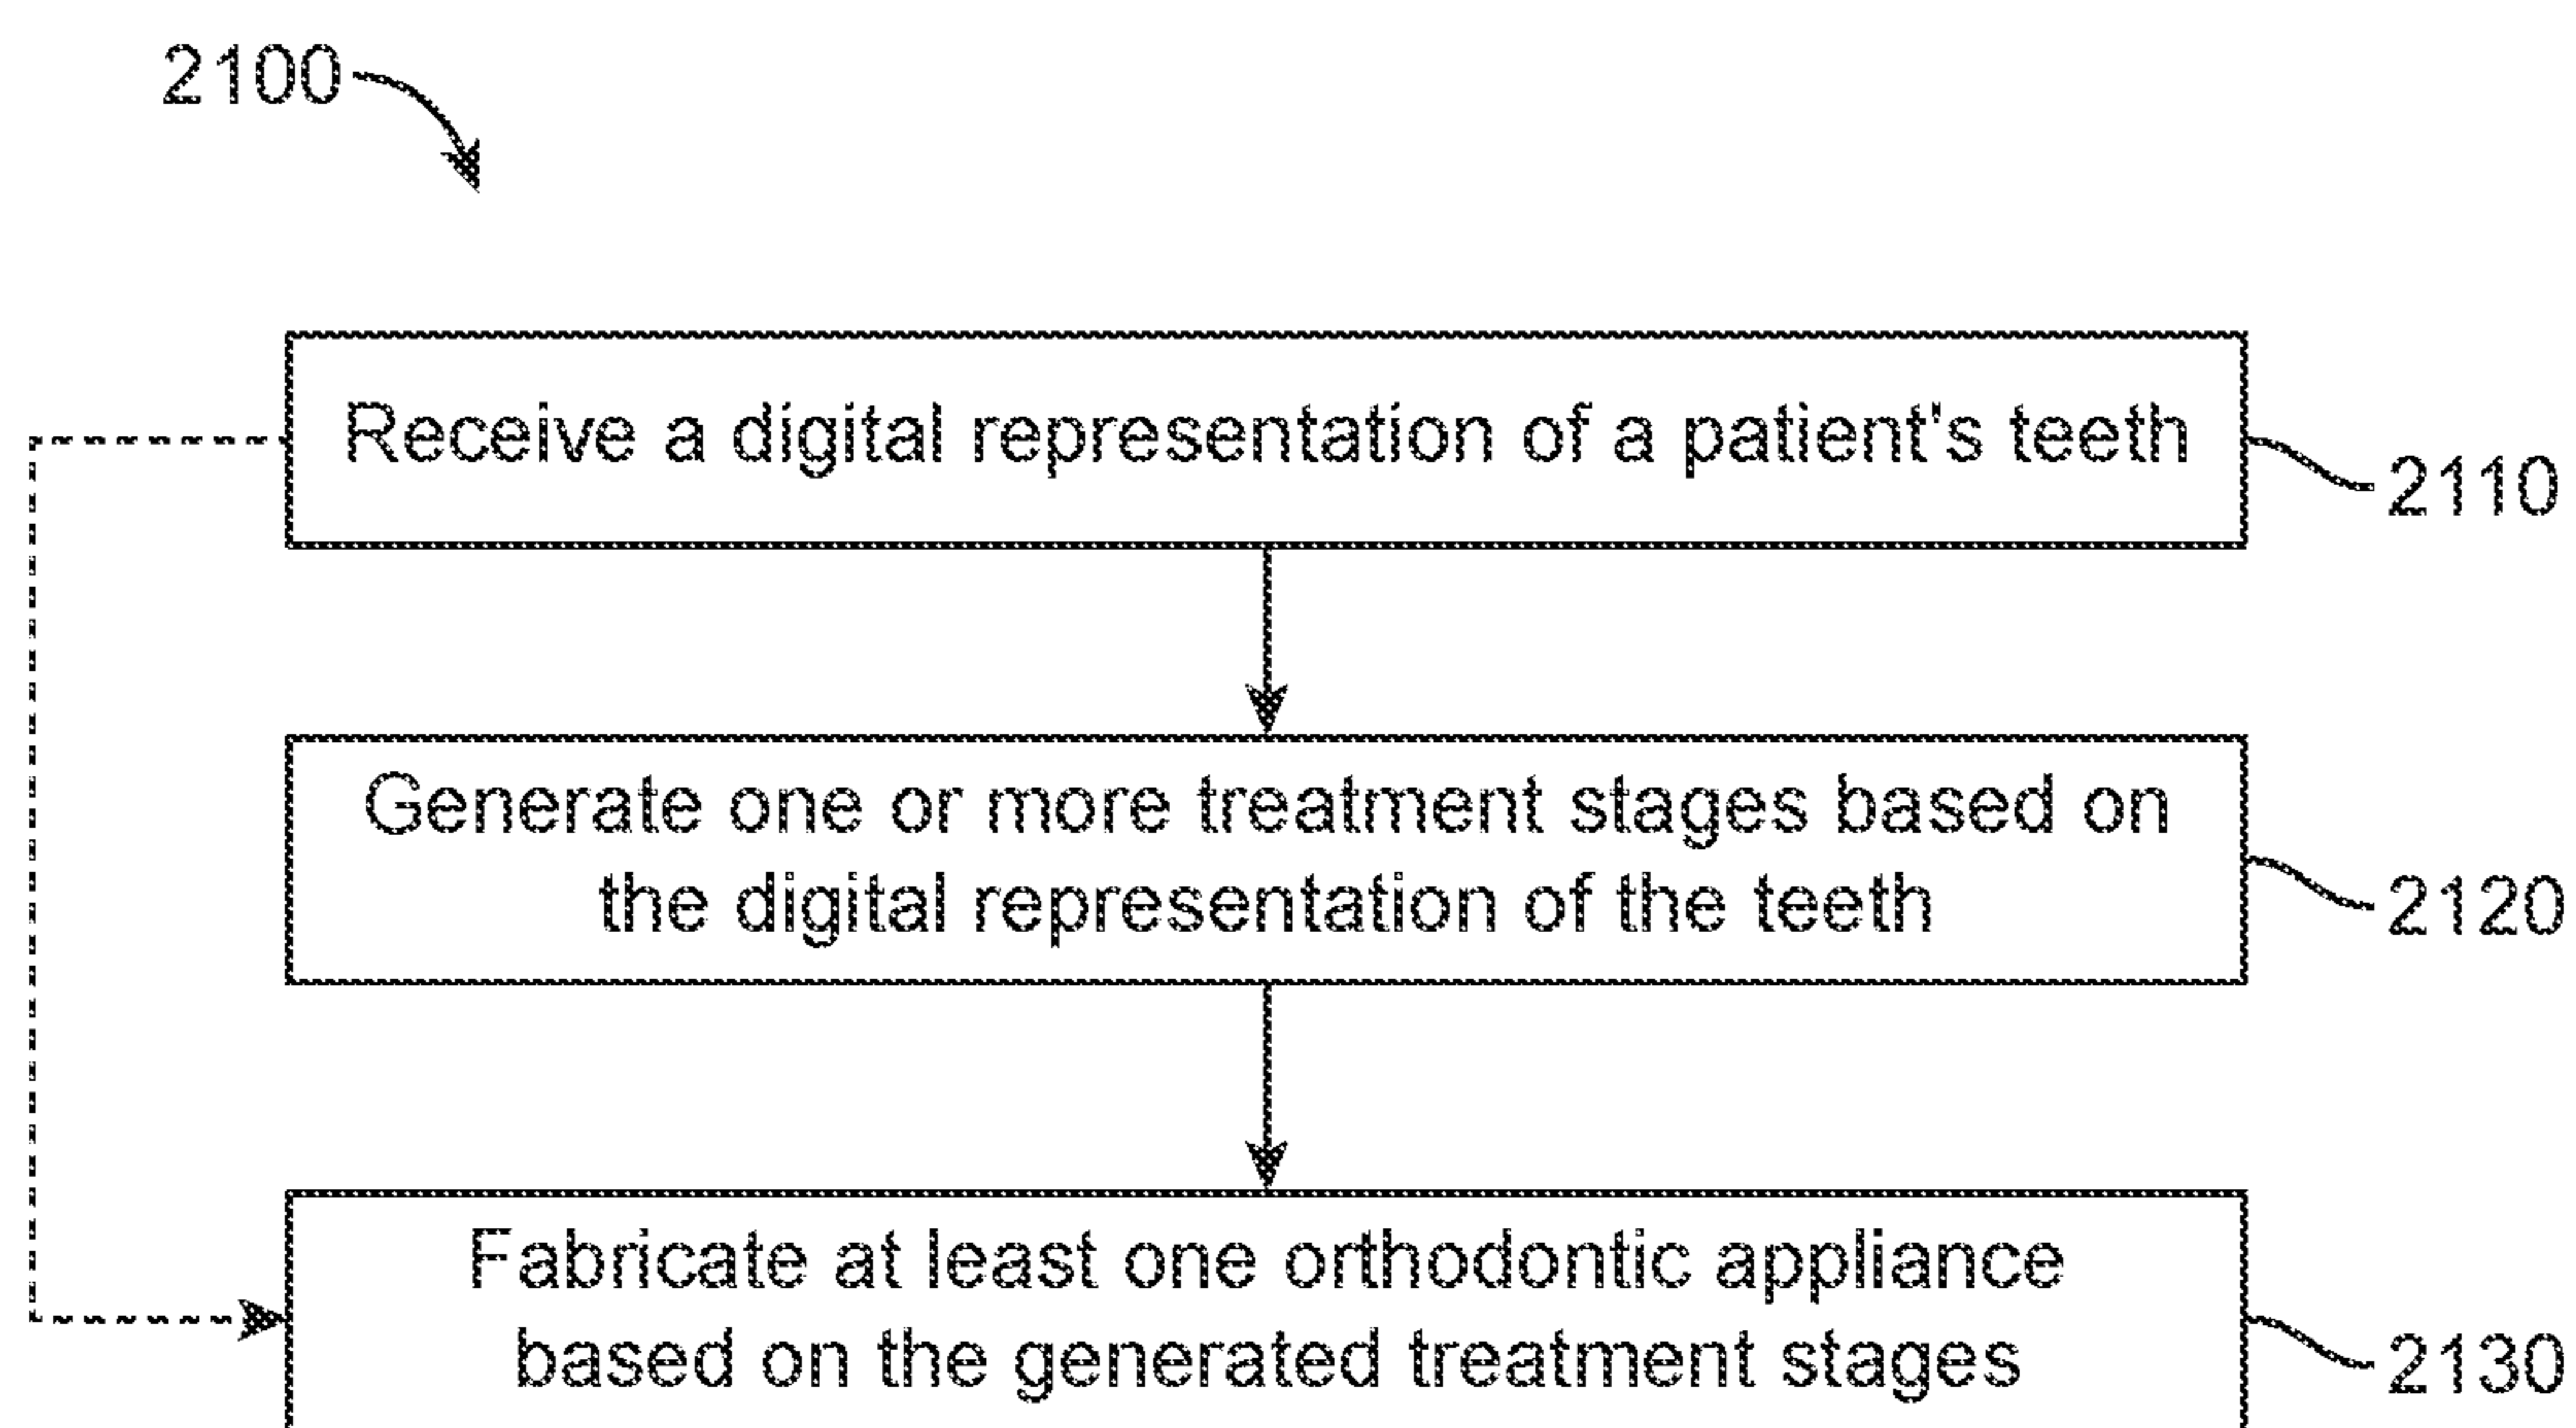 2100
Receive a digital representation of a patient's teeth
2110
Generate one or more treatment stages based on
the digital representation of the teeth
2120
Fabricate at least one orthodontic appliance
based on the generated treatment stages
2130